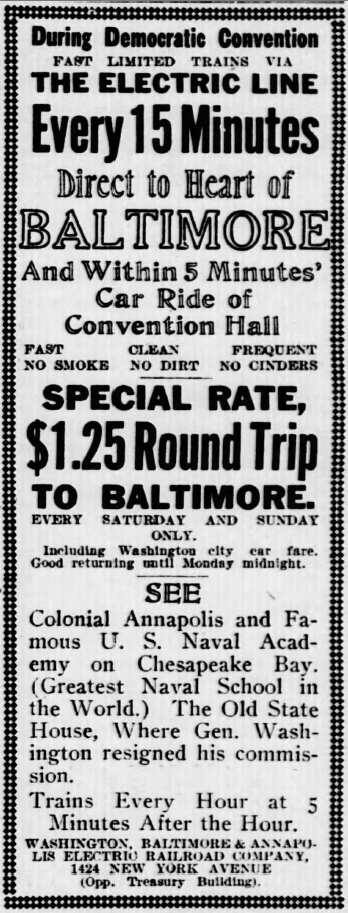 During Democratic Convention
FAST LIMITED TRAINS VIA
THE ELECTRIC LINE
Every 15 Minutes
Direct to Heart of
BALTIMORE
And Within 5 Minutes'
Car Ride of
Convention Hall
FAST CLEAN FREQUENT
NO SMOKE NO DIRT NO CINDERS
SPECIAL RATE,
$1.25 Round Trip
TO BALTIMORE.
EVERY SATURDAY AND SUNDAY
ONLY.
Including Washington city car fare.
Good returning until Monday midnight.
SEE
Colonial Annapolis and Fa-
mous U. S. Naval Acad-
emy on Chesapeake Bay.
(Greatest Naval School in
the World.) The Old State
House, Where Gen. Wash-
ington resigned his commis-
sion.
Trains Every Hour at 5
Minutes After the Hour.
WASHINGTON, BALTIMORE & ANNAPO-
LIS ELECTRIC RAILROAD COMPANY,
1424 NEW YORK AVENUE
(Opp. Treasury Building).